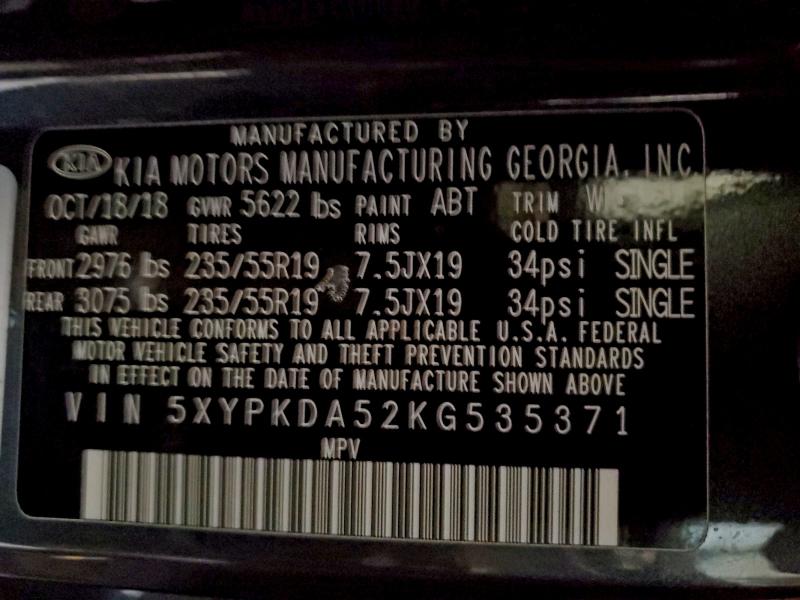 MANUFACTURED BY
KIA KIA MOTORS MANUFACTURING GEORGIA, INC.
OCT/18/18 GVWR 5622 lbs PAINT ABT TRIM
GAWR TIRES RIMS COLD TIRE INFL
FRONT 2976 lbs 235/55R19 7.5JX19 34psi SINGLE
REAR 3075 lbs 235/55R19 7.5JX19 34psi SINGLE
THIS VEHICLE CONFORMS TO ALL APPLICABLE U.S.A. FEDERAL
MOTOR VEHICLE SAFETY AND THEFT PREVENTION STANDARDS
IN EFFECT ON THE DATE OF MANUFACTURE SHOWN ABOVE
VIN 5XYPKDA52KG535371
MPV